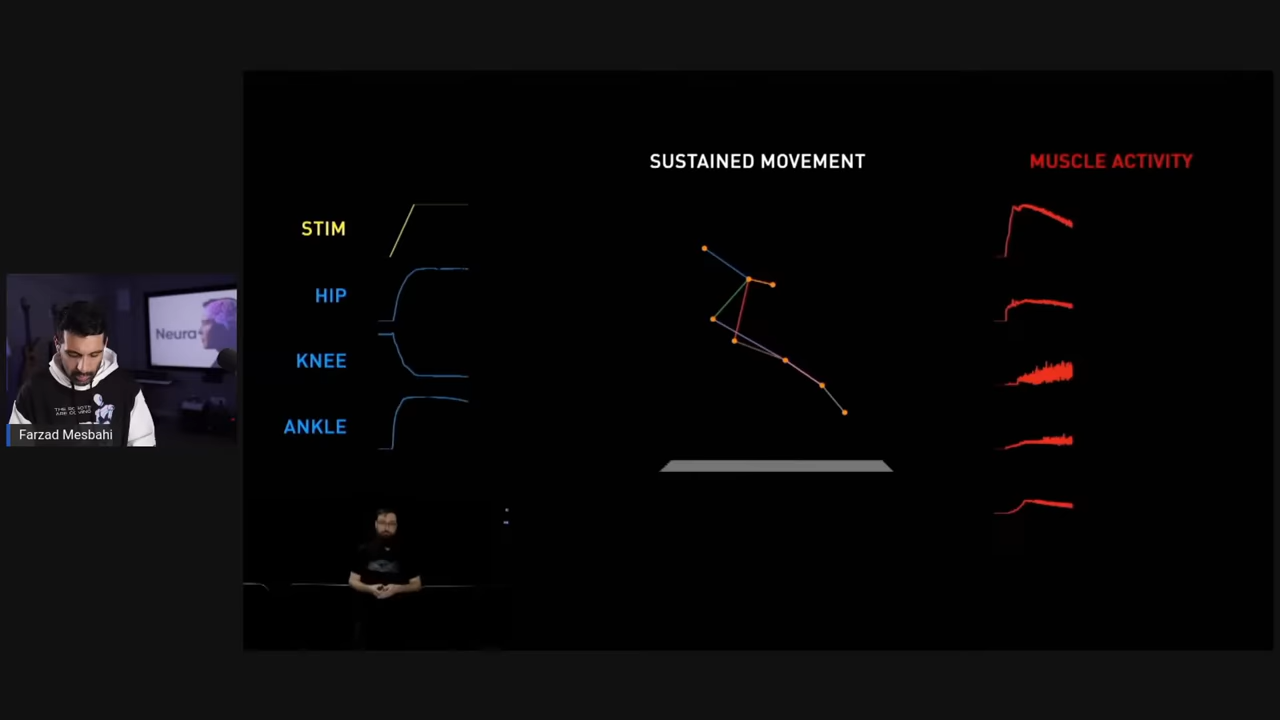 SUSTAINED MOVEMENT
MUSCLE ACTIVITY
STIM
HIP
KNEE
ANKLE
Neura
Farzad Mesbahi